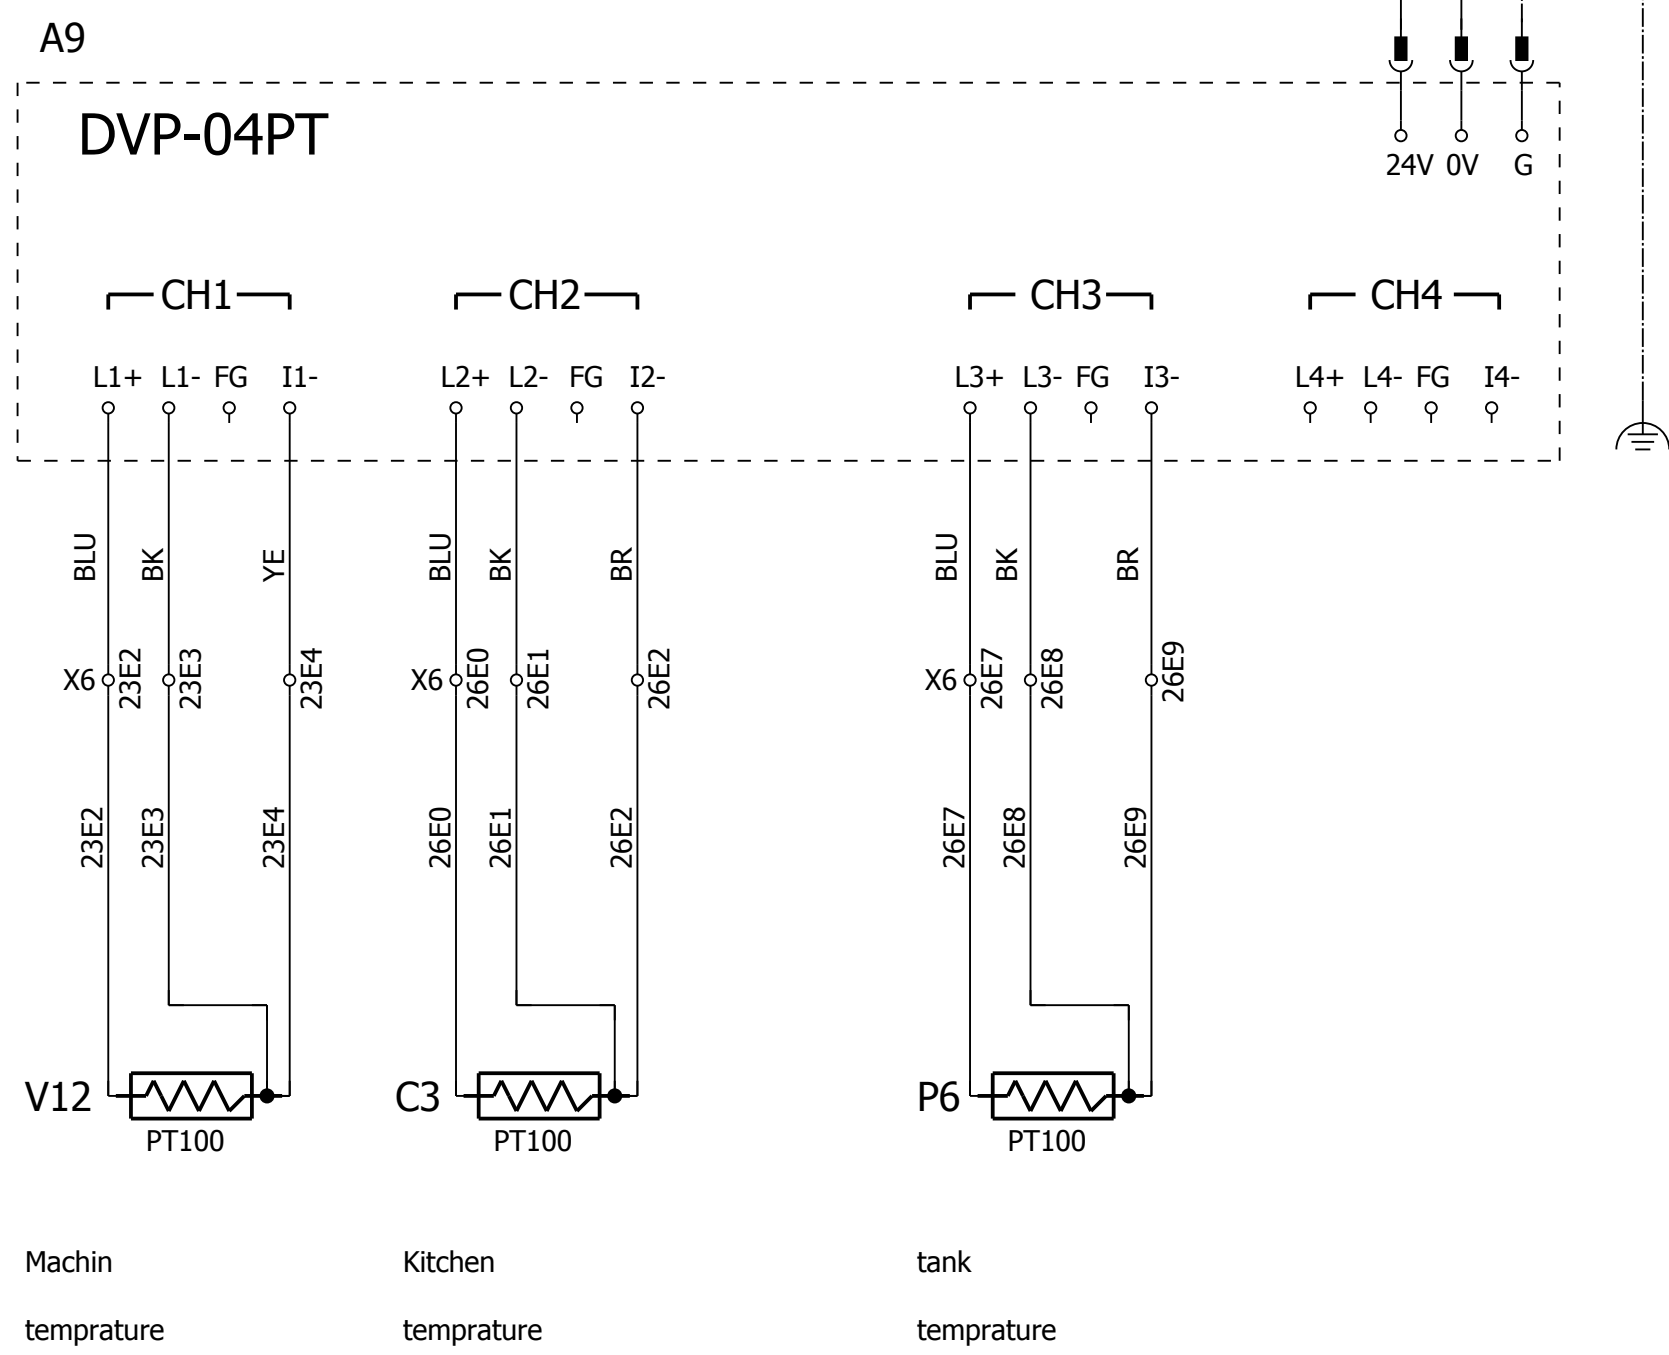 A9
DVP-04PT
24V 0V G
CH1 CH2 CH3 CH4
L1+ L1- FG I1- L2+ L2- FG I2- L3+ L3- FG I3- L4+ L4- FG I4-
BLU BK YE BLU BK BR BLU BK BR
X6 23E2 23E3 23E4 X6 26E0 26E1 26E2 X6 26E7 26E8 26E9
23E2 23E3 23E4 26E0 26E1 26E2 26E7 26E8 26E9
V12 C3 P6
PT100 PT100 PT100
Machin Kitchen tank
temprature temprature temprature